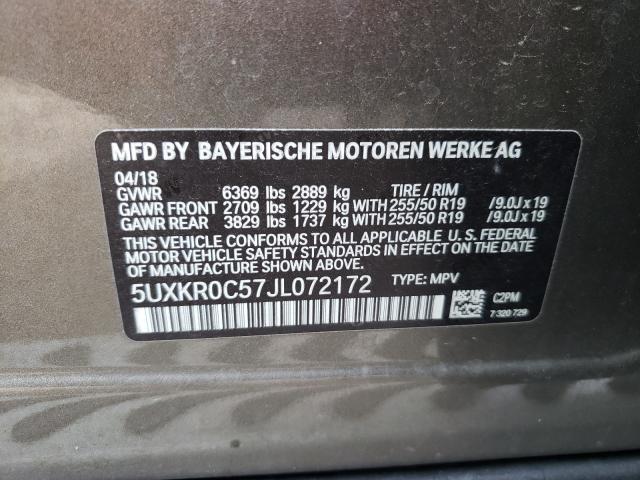 MFD BY BAYERISCHE MOTOREN WERKE AG
04/18
GVWR 6369 lbs 2889 kg TIRE / RIM
GAWR FRONT 2709 lbs 1229 kg WITH 255/50 R19 /9.0J x 19
GAWR REAR 3829 lbs 1737 kg WITH 255/50 R19 /9.0J x 19
THIS VEHICLE CONFORMS TO ALL APPLICABLE U. S. FEDERAL
MOTOR VEHICLE SAFETY STANDARDS IN EFFECT ON THE DATE
OF MANUFACTURE SHOWN ABOVE.
5UXKR0C57JL072172 TYPE: MPV
C2PM
7 320 729